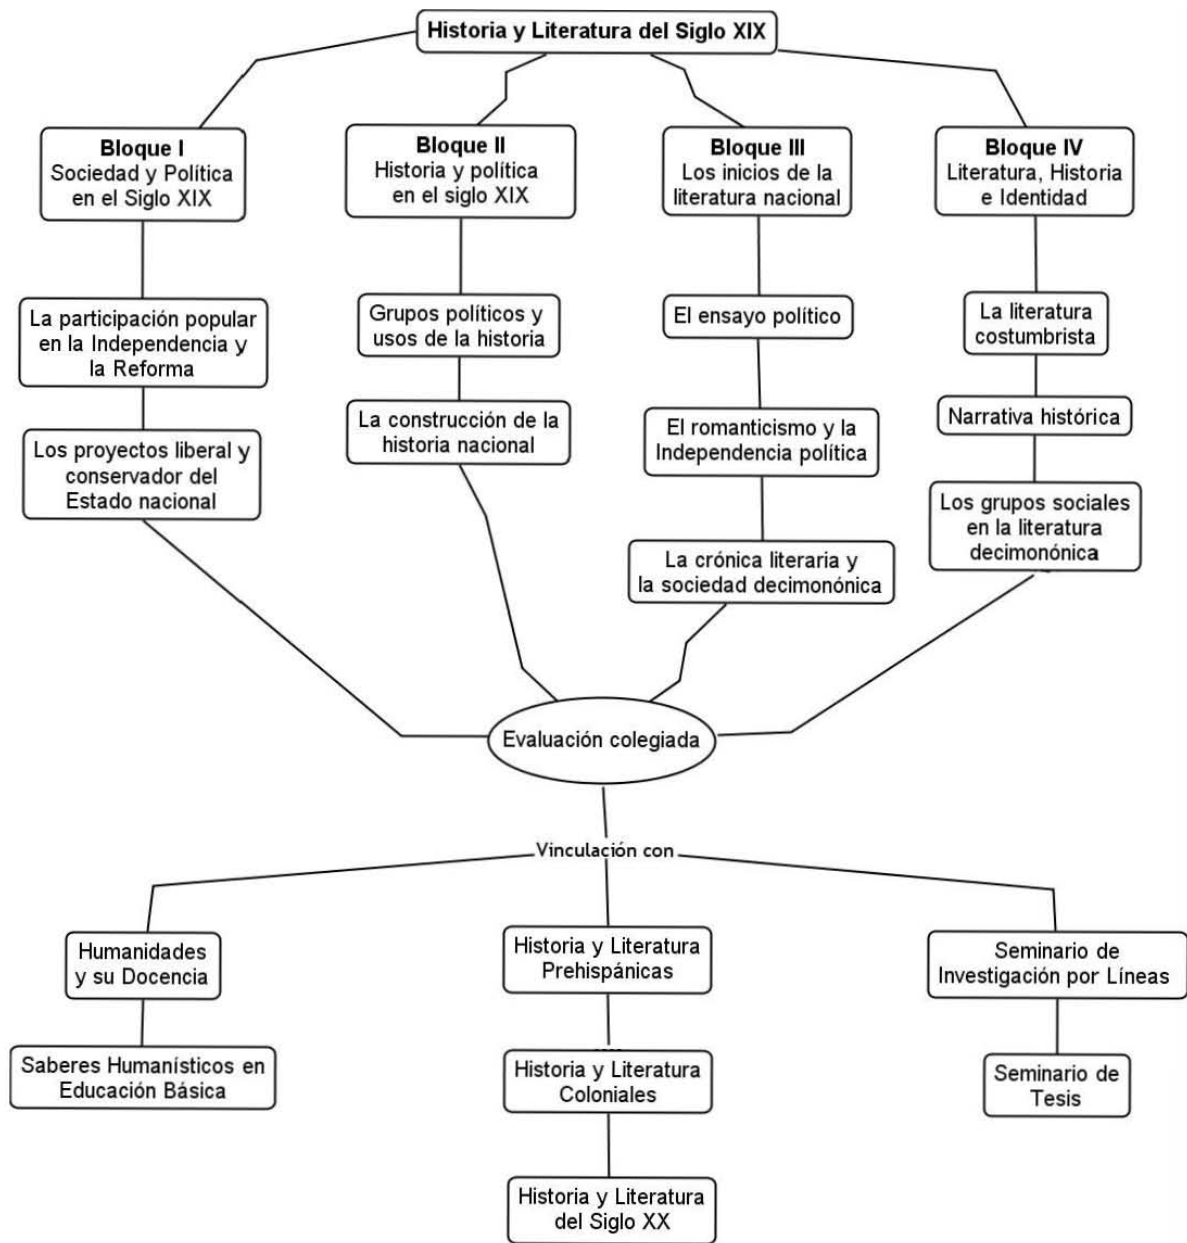 Historia y Literatura del Siglo XIX
Bloque I
Sociedad y Política
en el Siglo XIX
Bloque II
Historia y política
en el siglo XIX
Bloque III
Los inicios de la
literatura nacional
Bloque IV
Literatura, Historia
e Identidad
La participación popular
en la Independencia y
la Reforma
Grupos políticos y
usos de la historia
El ensayo político
La literatura
costumbrista
Los proyectos liberal y
conservador del
Estado nacional
La construcción de la
historia nacional
El romanticismo y la
Independencia política
Narrativa histórica
La crónica literaria y
la sociedad decimonónica
Los grupos sociales
en la literatura
decimonónica
Evaluación colegiada
Vinculación con
Humanidades
y su Docencia
Historia y Literatura
Prehispánicas
Seminario de
Investigación por Líneas
Saberes Humanísticos en
Educación Básica
Historia y Literatura
Coloniales
Seminario de
Tesis
Historia y Literatura
del Siglo XX